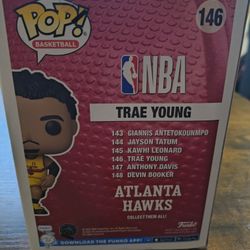 POP!
BASKETBALL
146
NBA
TRAE YOUNG
143 GIANNIS ANTETOKOUNMPO
144 JAYSON TATUM
145 KAWHI LEONARD
146 TRAE YOUNG
147 ANTHONY DAVIS
148 DEVIN BOOKER
ATLANTA
HAWKS
COLLECT THEM ALL!
Funko
DOWNLOAD THE FUNKO APP!